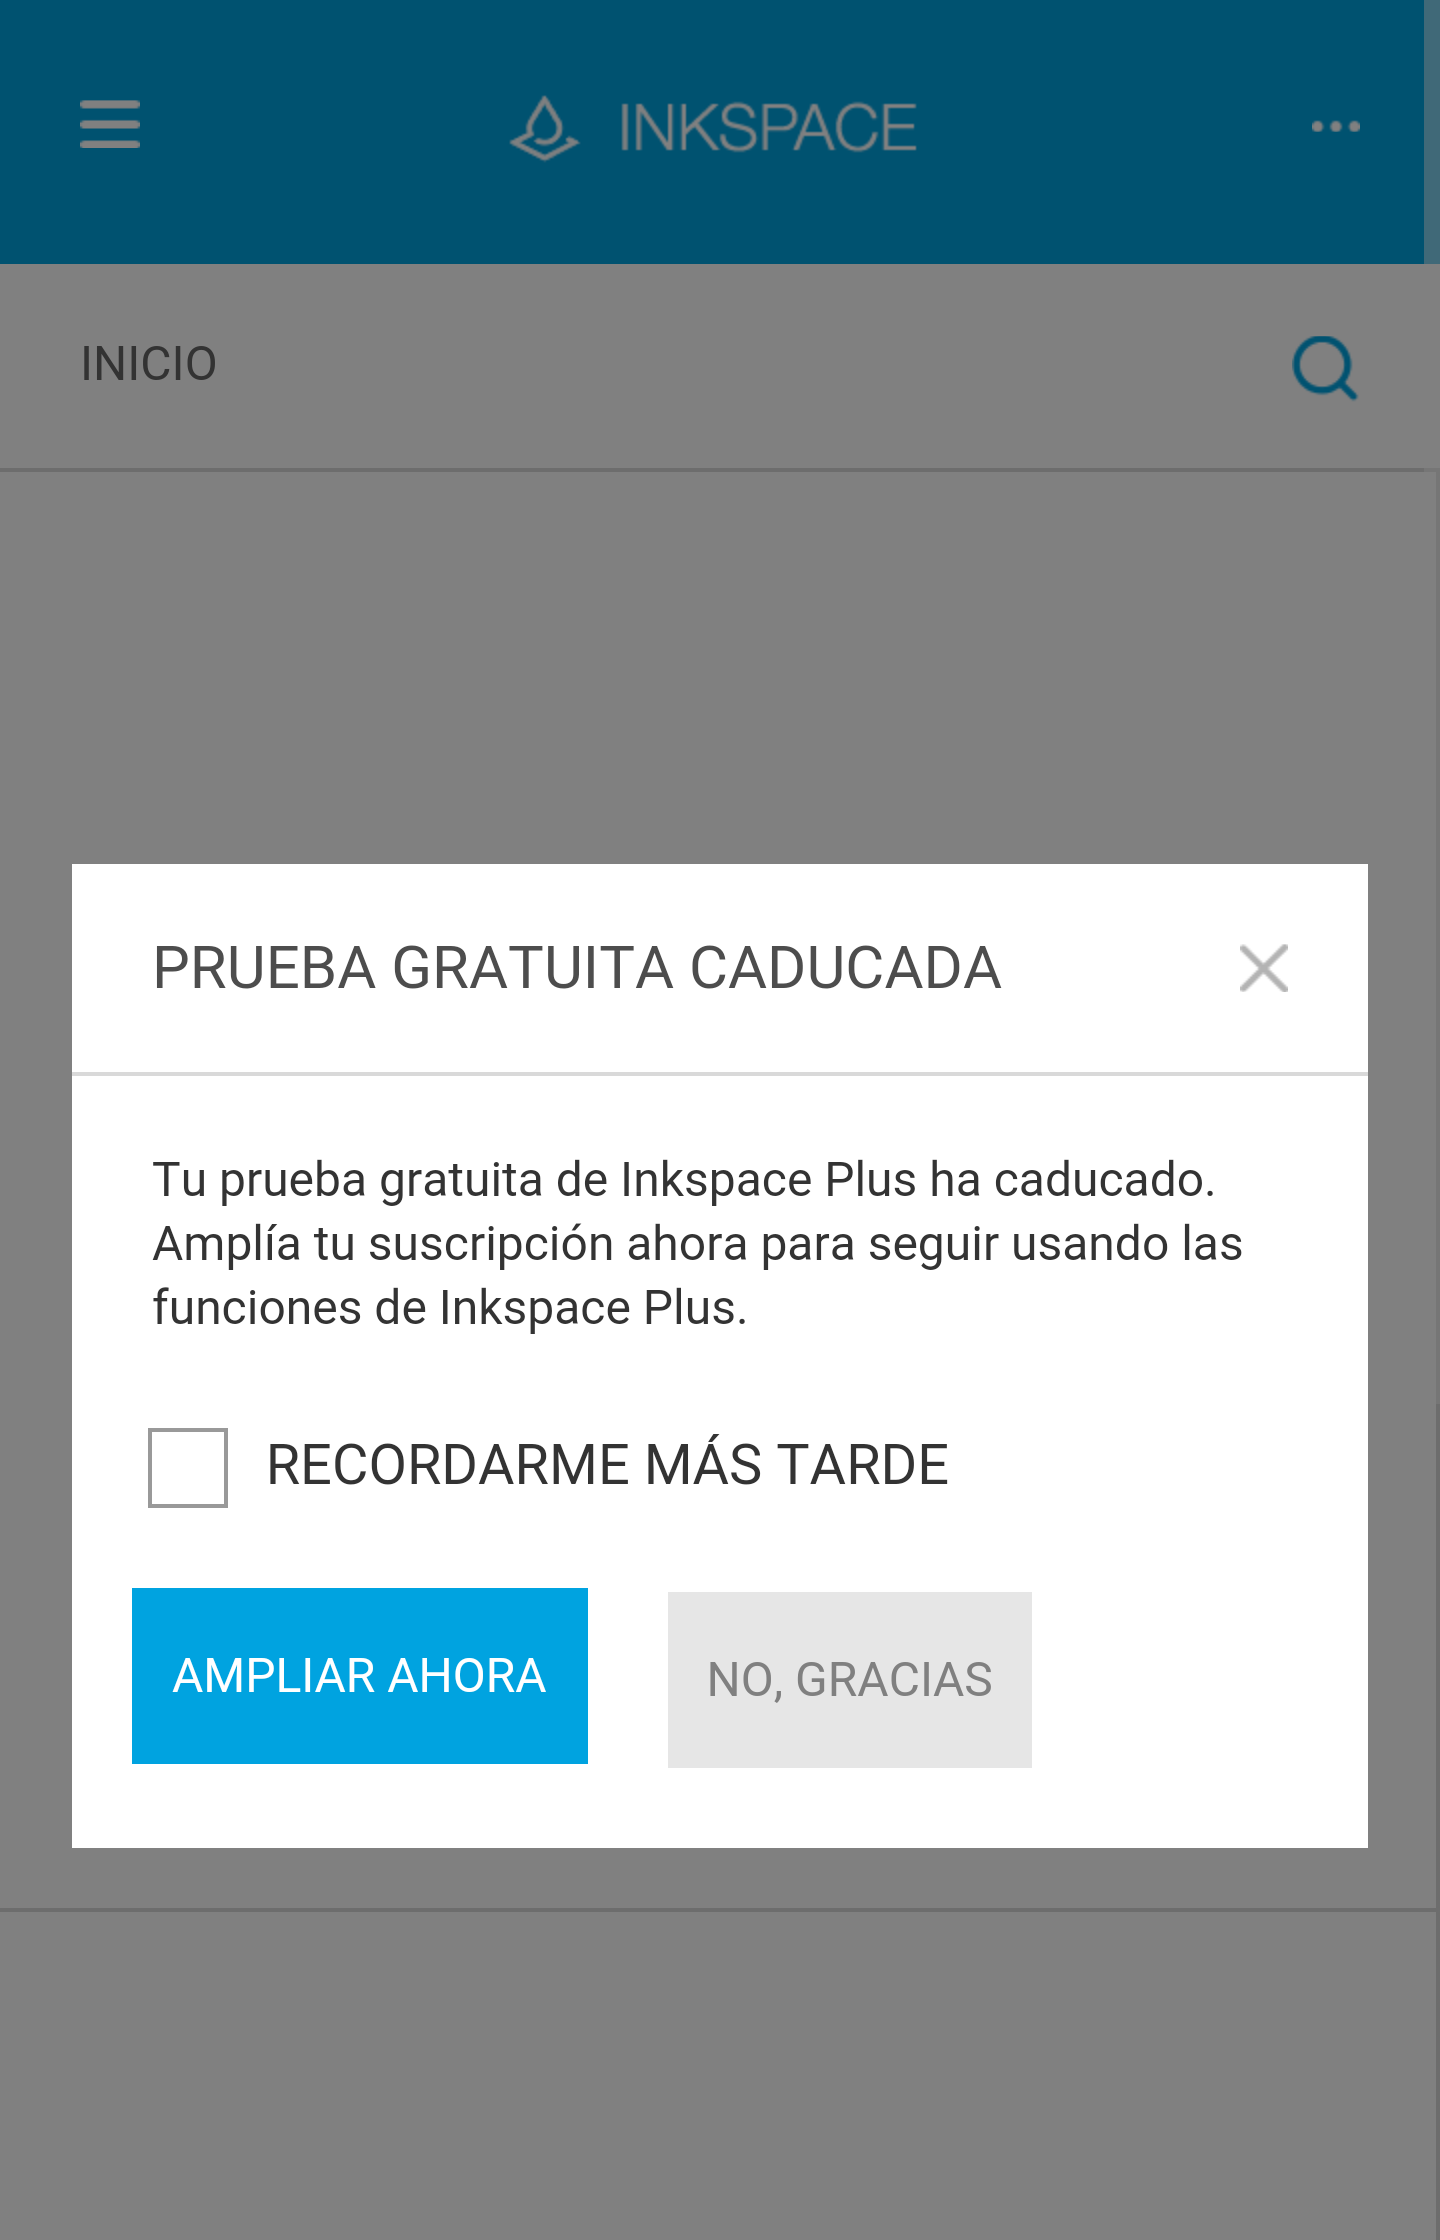 INKSPACE
INICIO
PRUEBA GRATUITA CADUCADA
Tu prueba gratuita de Inkspace Plus ha caducado.
Amplía tu suscripción ahora para seguir usando las
funciones de Inkspace Plus.
RECORDARME MÁS TARDE
AMPLIAR AHORA
NO, GRACIAS